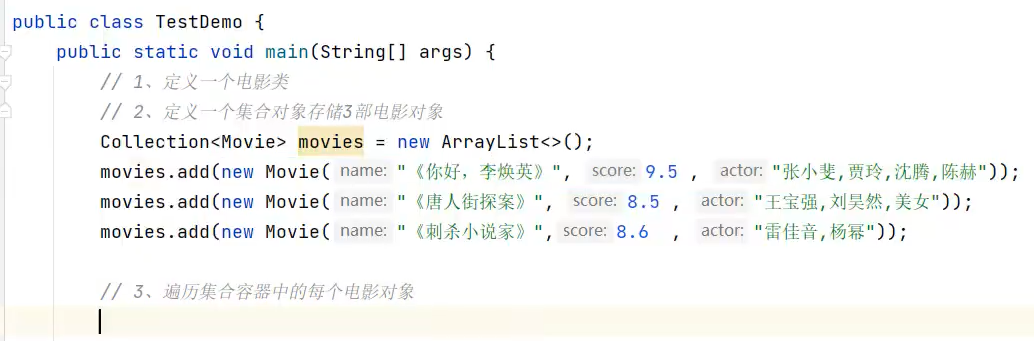 public class TestDemo {
public static void main(String[] args) {
// 1、定义一个电影类
// 2、定义一个集合对象存储3部电影对象
Collection<Movie> movies = new ArrayList<>();
movies.add(new Movie( name: "《你好，李焕英》", score: 9.5 , actor: "张小斐,贾玲,沈腾,陈赫"));
movies.add(new Movie( name: "《唐人街探案》", score: 8.5 , actor: "王宝强,刘昊然,美女"));
movies.add(new Movie( name: "《刺杀小说家》", score: 8.6 , actor: "雷佳音,杨幂"));
// 3、遍历集合容器中的每个电影对象